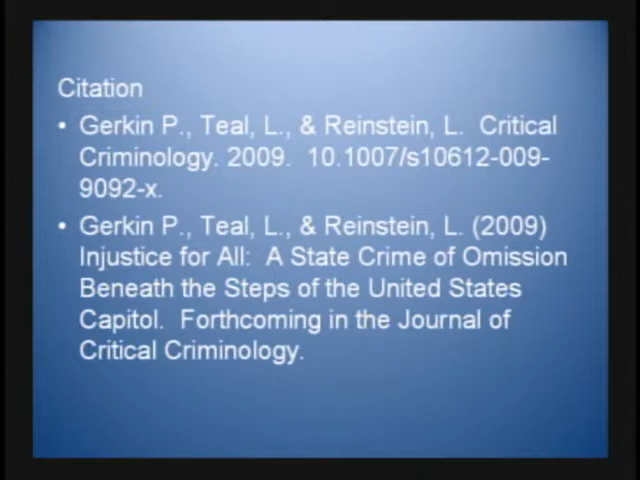 Citation
• Gerkin P., Teal, L., & Reinstein, L. Critical
Criminology. 2009. 10.1007/s10612-009-
9092-x.
• Gerkin P., Teal, L., & Reinstein, L. (2009)
Injustice for All: A State Crime of Omission
Beneath the Steps of the United States
Capitol. Forthcoming in the Journal of
Critical Criminology.